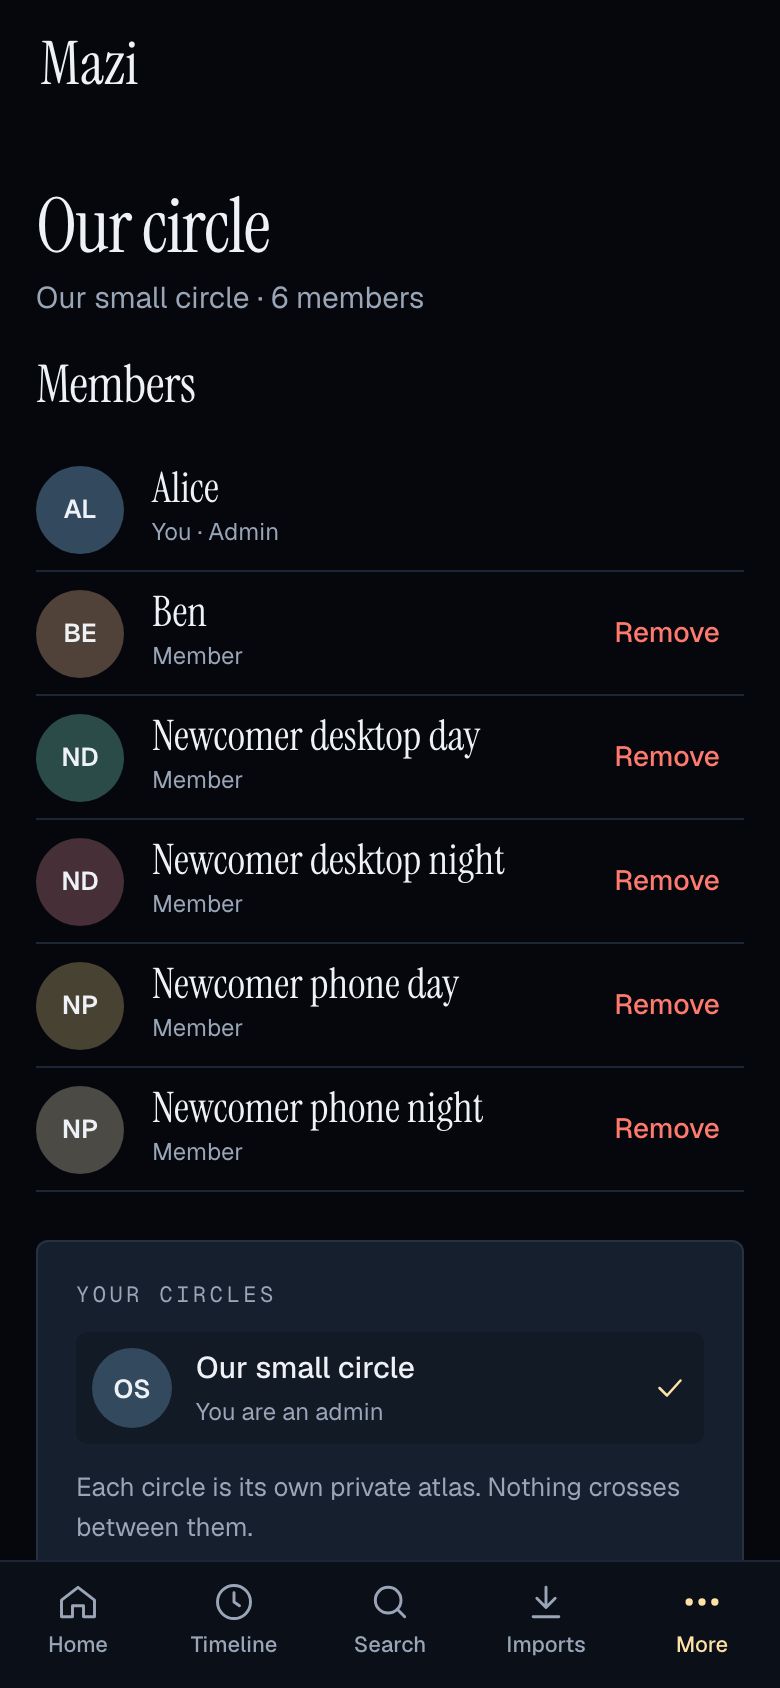 Mazi
Our circle
Our small circle · 6 members
Members
AL
Alice
You · Admin
BE
Ben
Member
Remove
ND
Newcomer desktop day
Member
Remove
ND
Newcomer desktop night
Member
Remove
NP
Newcomer phone day
Member
Remove
NP
Newcomer phone night
Member
Remove
YOUR CIRCLES
OS
Our small circle
You are an admin
Each circle is its own private atlas. Nothing crosses
between them.
Home
Timeline
Search
Imports
More